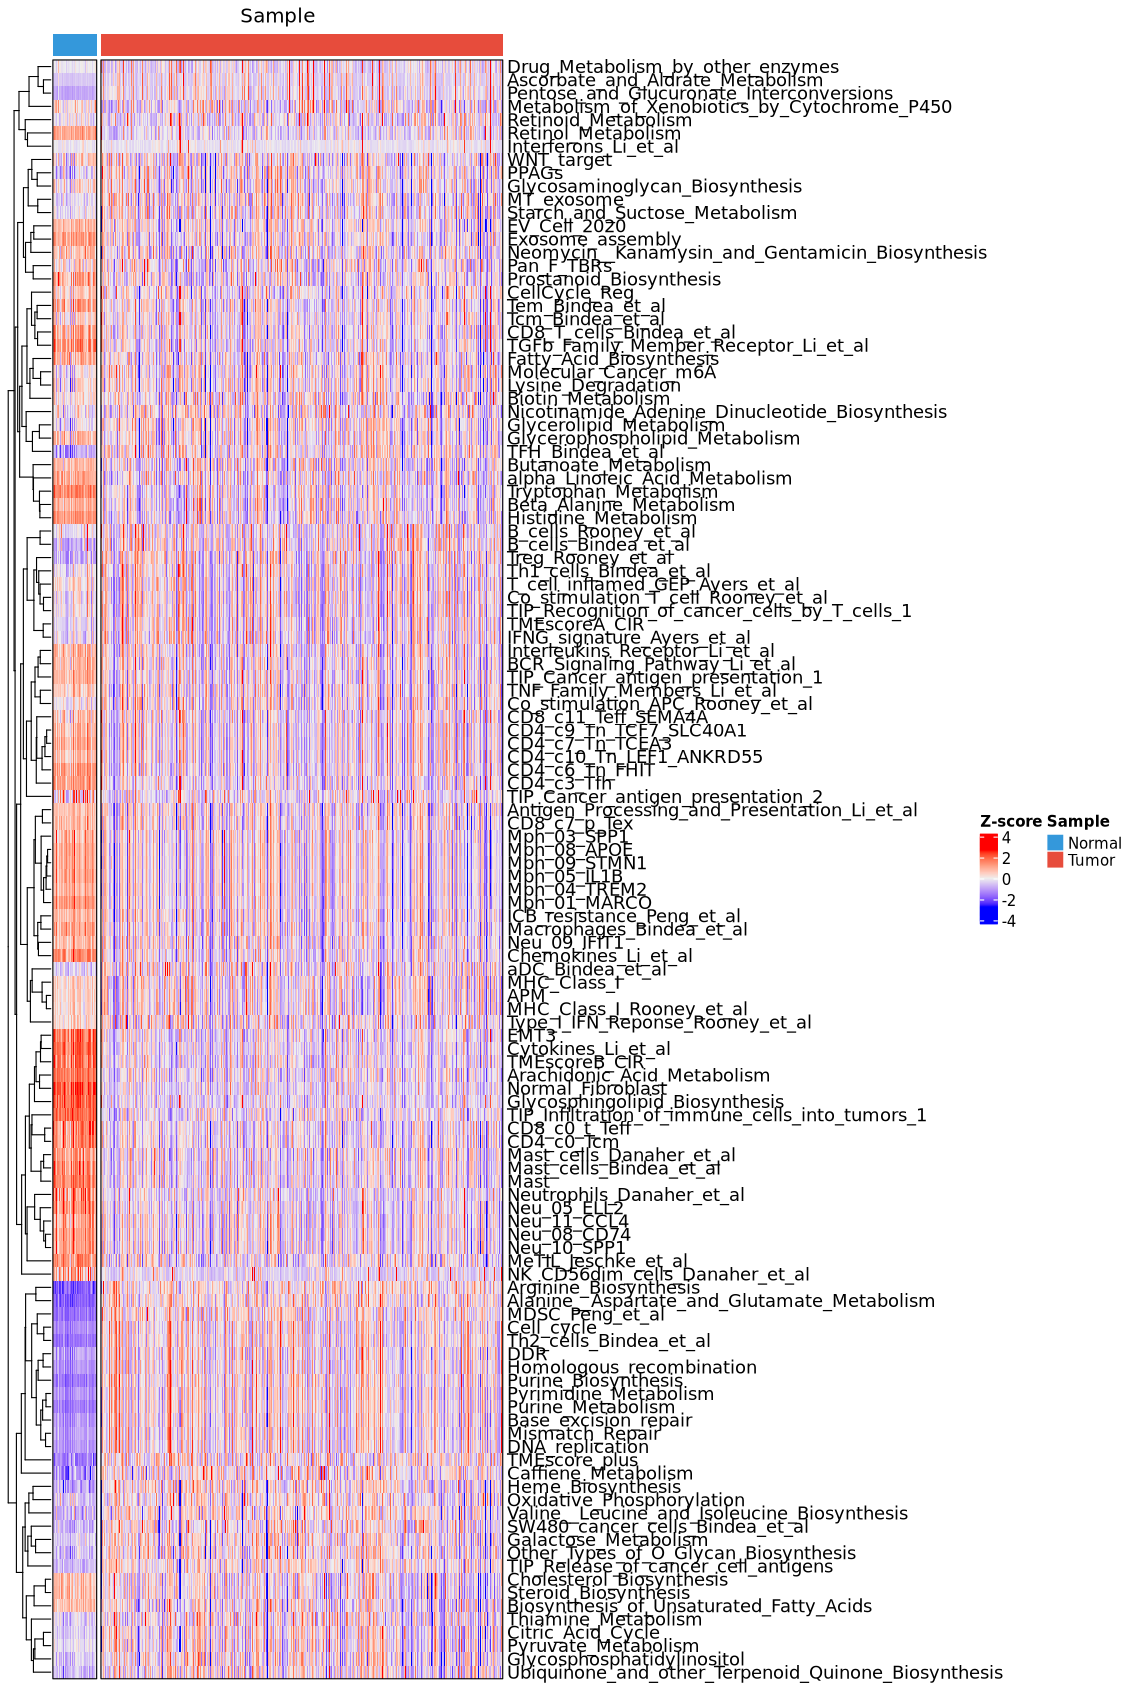 Sample
Drug_Metabolism_by_other_enzymes
Ascorbate_and_Aldrate_Metabolism
Pentose_and_Glucuronate_Interconversions
Metabolism_of_Xenobiotics_by_Cytochrome_P450
Retinoid_Metabolism
Retinol_Metabolism
Interferons_Li_et_al
WNT_target
PPAGs
Glycosaminoglycan_Biosynthesis
MT_exosome
Starch_and_Suctose_Metabolism
EV_Cell_2020
Exosome_assembly
Neomycin__Kanamysin_and_Gentamicin_Biosynthesis
Pan_F_TBRs
Prostanoid_Biosynthesis
CellCycle_Reg
Tem_Bindea_et_al
Tcm_Bindea_et_al
CD8_T_cells_Bindea_et_al
TGFb_Family_Member_Receptor_Li_et_al
Fatty_Acid_Biosynthesis
Molecular_Cancer_m6A
Lysine_Degradation
Biotin_Metabolism
Nicotinamide_Adenine_Dinucleotide_Biosynthesis
Glycerolipid_Metabolism
Glycerophospholipid_Metabolism
TFH_Bindea_et_al
Butanoate_Metabolism
alpha_Linoleic_Acid_Metabolism
Tryptophan_Metabolism
Beta_Alanine_Metabolism
Histidine_Metabolism
B_cells_Rooney_et_al
B_cells_Bindea_et_al
Treg_Rooney_et_al
Th1_cells_Bindea_et_al
T_cell_inflamed_GEP_Ayers_et_al
Co_stimulation_T_cell_Rooney_et_al
TIP_Recognition_of_cancer_cells_by_T_cells_1
TMEscoreA_CIR
IFNG_signature_Ayers_et_al
Interleukins_Receptor_Li_et_al
BCR_Signaling_Pathway_Li_et_al
TIP_Cancer_antigen_presentation_1
TNF_Family_Members_Li_et_al
Co_stimulation_APC_Rooney_et_al
CD8_c11_Teff_SEMA4A
CD4_c9_Tn_TCF7_SLC40A1
CD4_c7_Tn_TCEA3
CD4_c10_Tn_LEF1_ANKRD55
CD4_c6_Tn_FHIT
CD4_c3_Tfh
TIP_Cancer_antigen_presentation_2
Antigen_Processing_and_Presentation_Li_et_al
CD8_c7_p_Tex
Mph_03_SPP1
Mph_08_APOE
Mph_09_STMN1
Mph_05_IL1B
Mph_04_TREM2
Mph_01_MARCO
ICB_resistance_Peng_et_al
Macrophages_Bindea_et_al
Neu_09_IFIT1
Chemokines_Li_et_al
aDC_Bindea_et_al
MHC_Class_I
APM
MHC_Class_I_Rooney_et_al
Type_I_IFN_Reponse_Rooney_et_al
EMT3
Cytokines_Li_et_al
TMEscoreB_CIR
Arachidonic_Acid_Metabolism
Normal_Fibroblast
Glycosphingolipid_Biosynthesis
TIP_Infiltration_of_immune_cells_into_tumors_1
CD8_c0_t_Teff
CD4_c0_Tcm
Mast_cells_Danaher_et_al
Mast_cells_Bindea_et_al
Mast
Neutrophils_Danaher_et_al
Neu_05_ELL2
Neu_11_CCL4
Neu_08_CD74
Neu_10_SPP1
MeTIL_Jeschke_et_al
NK_CD56dim_cells_Danaher_et_al
Arginine_Biosynthesis
Alanine__Aspartate_and_Glutamate_Metabolism
MDSC_Peng_et_al
Cell_cycle
Th2_cells_Bindea_et_al
DDR
Homologous_recombination
Purine_Biosynthesis
Pyrimidine_Metabolism
Purine_Metabolism
Base_excision_repair
Mismatch_Repair
DNA_replication
TMEscore_plus
Caffiene_Metabolism
Heme_Biosynthesis
Oxidative_Phosphorylation
Valine__Leucine_and_Isoleucine_Biosynthesis
SW480_cancer_cells_Bindea_et_al
Galactose_Metabolism
Other_Types_of_O_Glycan_Biosynthesis
TIP_Release_of_cancer_cell_antigens
Cholesterol_Biosynthesis
Steroid_Biosynthesis
Biosynthesis_of_Unsaturated_Fatty_Acids
Thiamine_Metabolism
Citric_Acid_Cycle
Pyruvate_Metabolism
Glycosphosphatidylinositol
Ubiquinone_and_other_Terpenoid_Quinone_Biosynthesis
Z-score Sample
4
2
0
-2
-4
Normal
Tumor